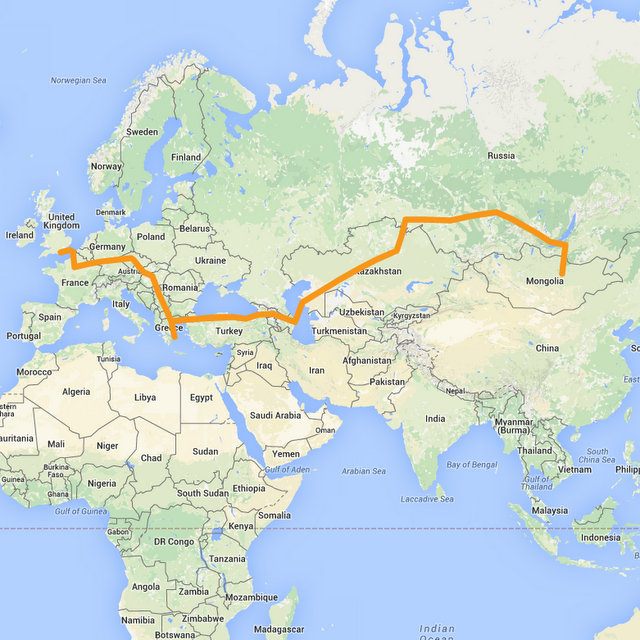 Norwegian Sea
Sweden
Finland
Norway
Russia
United
Kingdom
Denmark
Ireland
Belarus
Poland
Germany
Ukraine
Austria
France
Romania
Kazakhstan
Mongolia
Italy
Spain
Portugal
Greece
Turkey
Uzbekistan
Kyrgyzstan
Turkmenistan
China
Syria
Tunisia
Morocco
Iraq
Iran
Afghanistan
Pakistan
Algeria
Libya
Egypt
Nepal
East
Western
ahara
Saudi Arabia
Oman
India
Myanmar
(Burma)
Mauritania
Mali
Niger
Chad
Sudan
Yemen
Thailand
South
China Sea
Vietnam
Philipp
Burkina
Faso
Guinea
Nigeria
Ghana
Gulf of Aden
Arabian Sea
Bay of Bengal
Gulf of
Thailand
South Sudan
Ethiopia
Laccadive Sea
Gulf of Guinea
Somalia
Malaysia
Gabon
Kenya
DR Congo
Indonesia
Tanzania
Angola
Zambia
Mozambique
Namibia
Zimbabwe
Botswana
Madagascar
Indian
Ocean